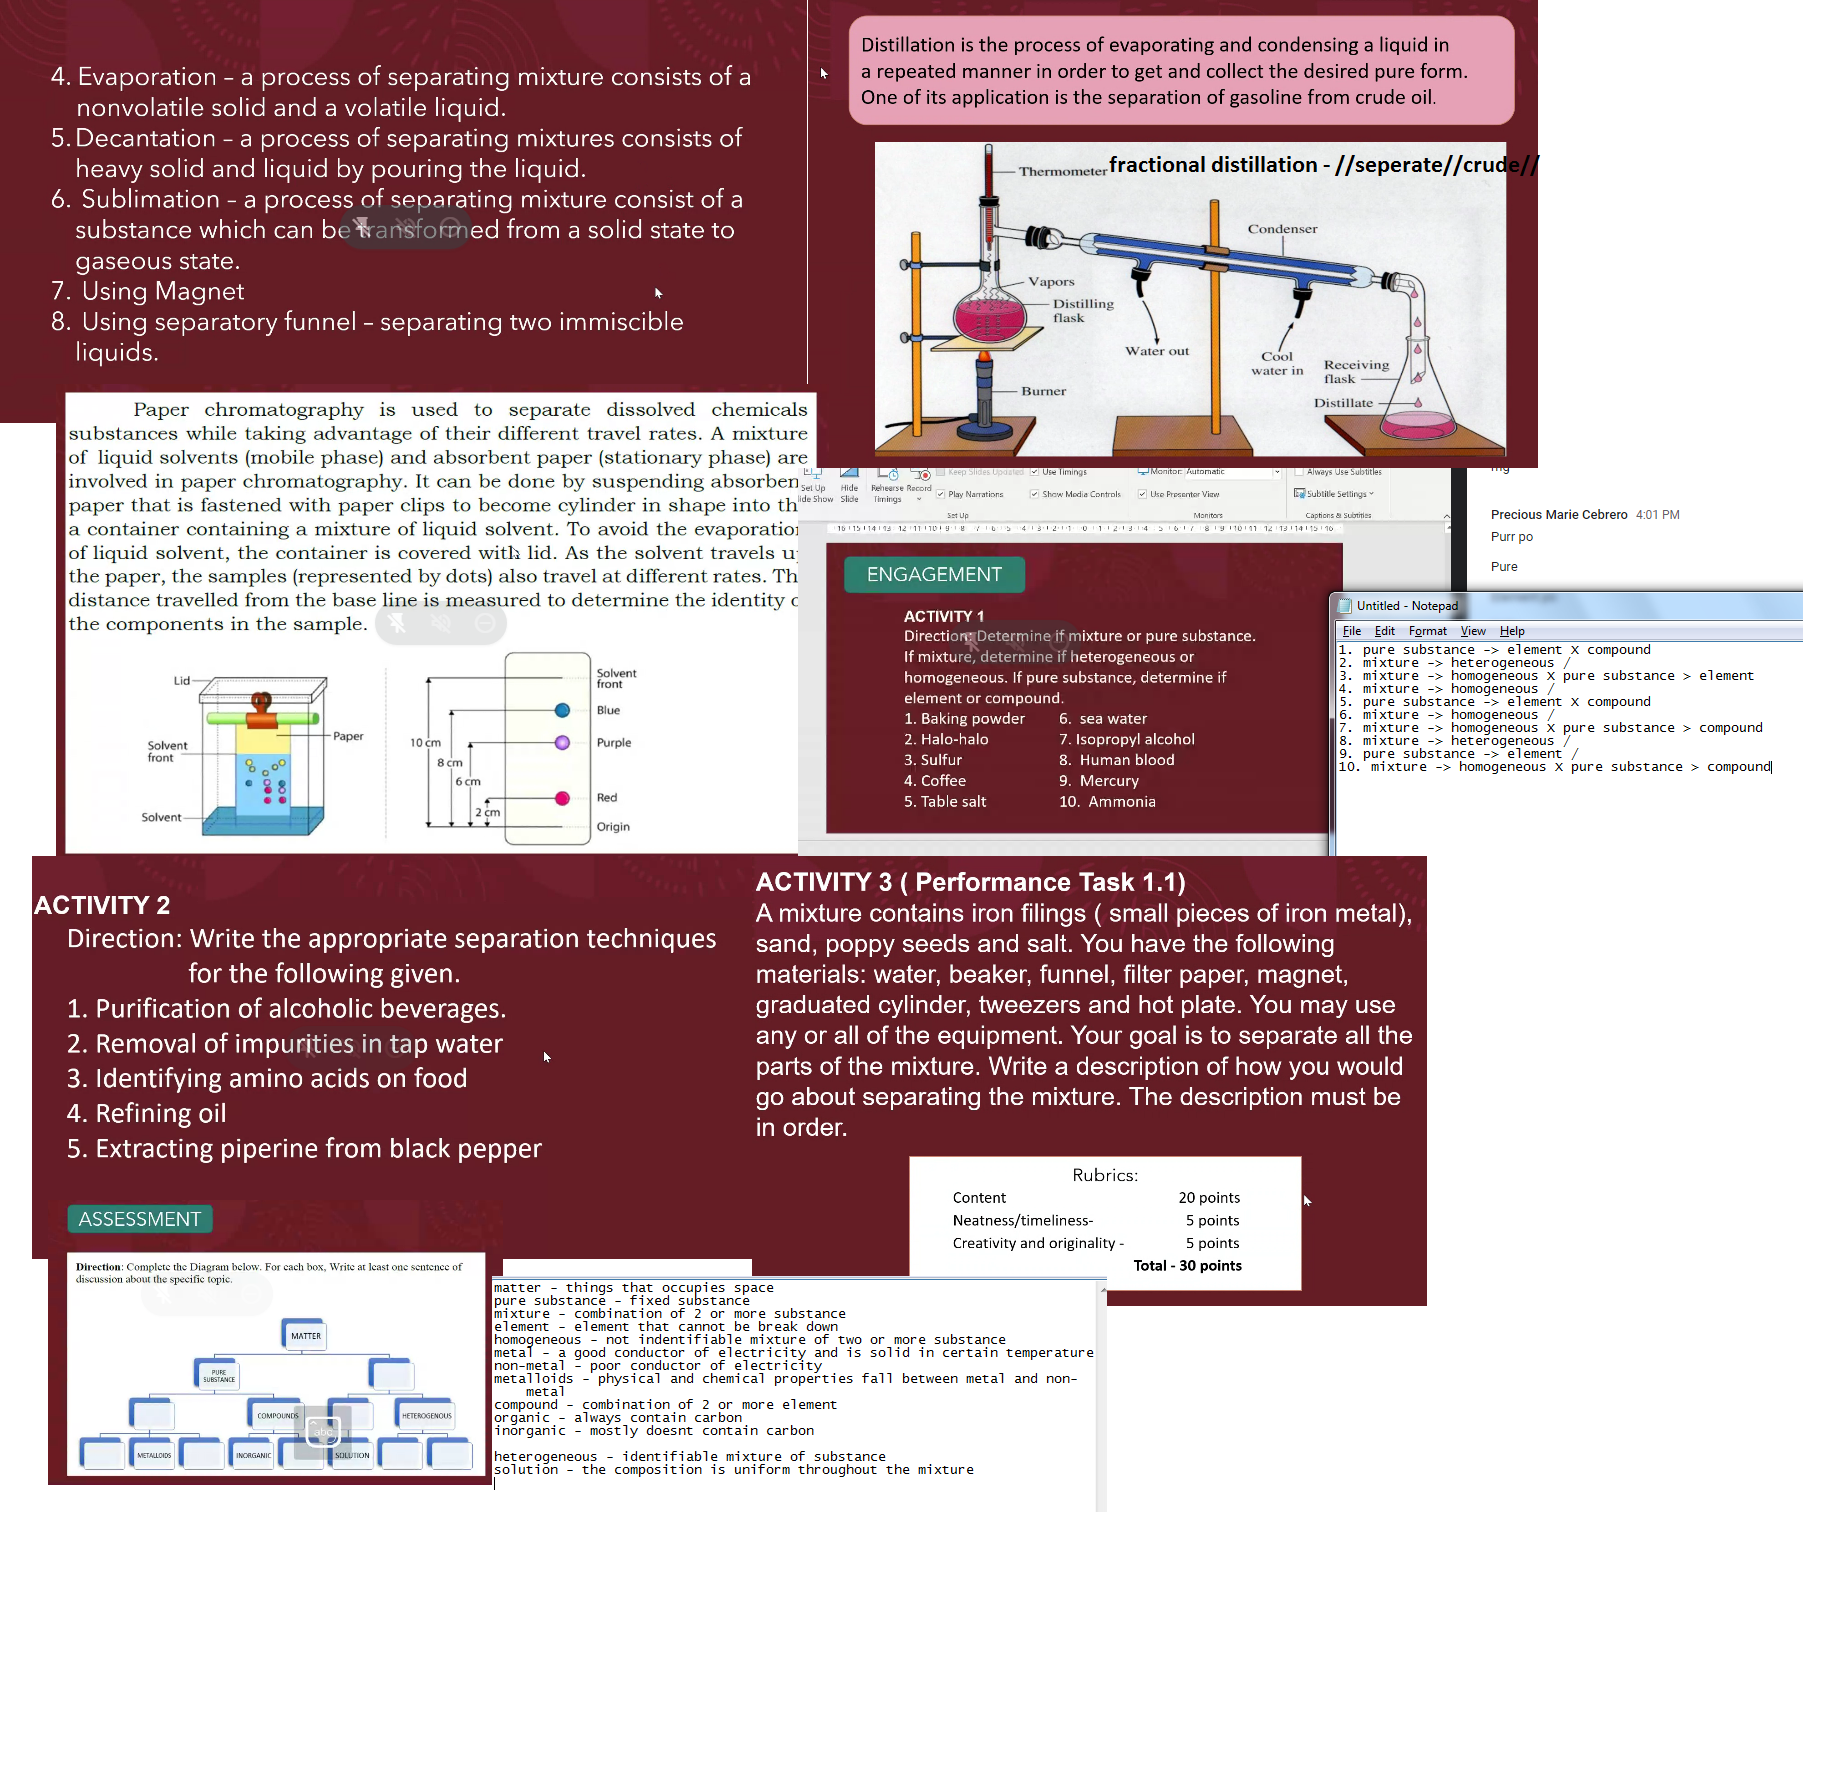 4. Evaporation – a process of separating mixture consists of a
nonvolatile solid and a volatile liquid.
5. Decantation – a process of separating mixtures consists of
heavy solid and liquid by pouring the liquid.
6. Sublimation – a process of separating mixture consist of a
substance which can be transformed from a solid state to
gaseous state.
7. Using Magnet
8. Using separatory funnel – separating two immiscible
liquids.
Distillation is the process of evaporating and condensing a liquid in
a repeated manner in order to get and collect the desired pure form.
One of its application is the separation of gasoline from crude oil.
fractional distillation - //seperate//crude//
Thermometer
Condenser
Vapors
Distilling
flask
Water out
Cool
water in
Receiving
flask
Burner
Distillate
Paper chromatography is used to separate dissolved chemicals
substances while taking advantage of their different travel rates. A mixture
of liquid solvents (mobile phase) and absorbent paper (stationary phase) are
involved in paper chromatography. It can be done by suspending absorben
paper that is fastened with paper clips to become cylinder in shape into th
a container containing a mixture of liquid solvent. To avoid the evaporation
of liquid solvent, the container is covered with lid. As the solvent travels u
the paper, the samples (represented by dots) also travel at different rates. Th
distance travelled from the base line is measured to determine the identity o
the components in the sample.
Lid
Paper
Solvent
front
Solvent
10 cm
8 cm
6 cm
2 cm
Solvent
front
Blue
Purple
Red
Origin
Set Up
ide Show
Hide
Slide
Rehearse
Timings
Record
Keep Slides Updated
Play Narrations
Use Timings
Show Media Controls
Set Up
Monitor: Automatic
Use Presenter View
Monitors
Always Use Subtitles
Subtitle Settings
Captions & Subtitles
Precious Marie Cebrero 4:01 PM
Purr po
Pure
ENGAGEMENT
ACTIVITY 1
Direction: Determine if mixture or pure substance.
If mixture, determine if heterogeneous or
homogeneous. If pure substance, determine if
element or compound.
1. Baking powder 6. sea water
2. Halo-halo 7. Isopropyl alcohol
3. Sulfur 8. Human blood
4. Coffee 9. Mercury
5. Table salt 10. Ammonia
Untitled - Notepad
File Edit Format View Help
1. pure substance -> element X compound
2. mixture -> heterogeneous /
3. mixture -> homogeneous X pure substance > element
4. mixture -> homogeneous /
5. pure substance -> element X compound
6. mixture -> homogeneous /
7. mixture -> homogeneous X pure substance > compound
8. mixture -> heterogeneous /
9. pure substance -> element /
10. mixture -> homogeneous X pure substance > compound
ACTIVITY 2
Direction: Write the appropriate separation techniques
for the following given.
1. Purification of alcoholic beverages.
2. Removal of impurities in tap water
3. Identifying amino acids on food
4. Refining oil
5. Extracting piperine from black pepper
ACTIVITY 3 ( Performance Task 1.1)
A mixture contains iron filings ( small pieces of iron metal),
sand, poppy seeds and salt. You have the following
materials: water, beaker, funnel, filter paper, magnet,
graduated cylinder, tweezers and hot plate. You may use
any or all of the equipment. Your goal is to separate all the
parts of the mixture. Write a description of how you would
go about separating the mixture. The description must be
in order.
Rubrics:
Content 20 points
Neatness/timeliness- 5 points
Creativity and originality - 5 points
Total - 30 points
ASSESSMENT
Direction: Complete the Diagram below. For each box, Write at least one sentence of
discussion about the specific topic.
MATTER
PURE
SUBSTANCE
COMPOUNDS
HETEROGENOUS
METALLOIDS
INORGANIC
SOLUTION
abc
matter - things that occupies space
pure substance - fixed substance
mixture - combination of 2 or more substance
element - element that cannot be break down
homogeneous - not indentifiable mixture of two or more substance
metal - a good conductor of electricity and is solid in certain temperature
non-metal - poor conductor of electricity
metalloids - physical and chemical properties fall between metal and non-
metal
compound - combination of 2 or more element
organic - always contain carbon
inorganic - mostly doesnt contain carbon
heterogeneous - identifiable mixture of substance
solution - the composition is uniform throughout the mixture